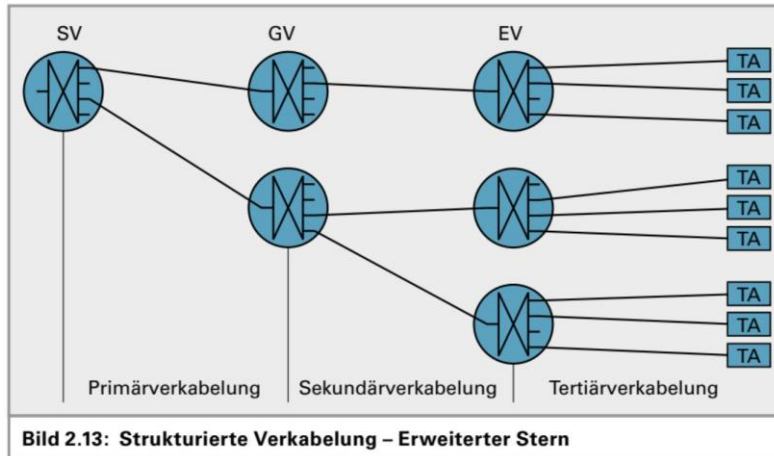 SV GV EV
TA
TA
TA
TA
TA
TA
TA
TA
TA
Primärverkabelung Sekundärverkabelung Tertiärverkabelung
Bild 2.13: Strukturierte Verkabelung – Erweiterter Stern